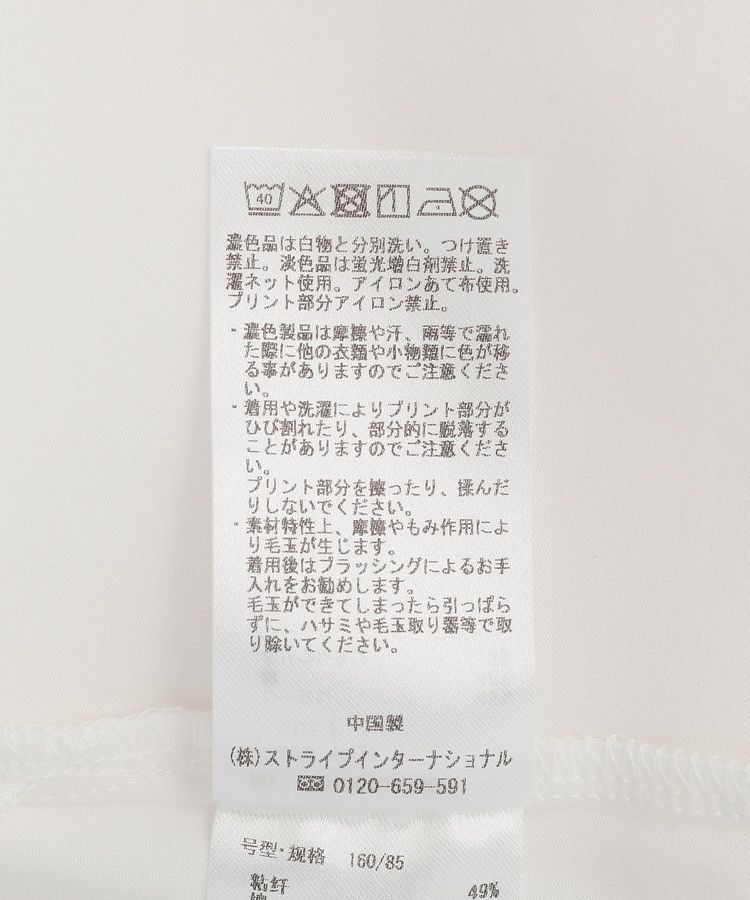 40
濃色品は白物と分別洗い。つけ置き
禁止。淡色品は蛍光増白剤禁止。洗
濯ネット使用。アイロンあて布使用。
プリント部分アイロン禁止。
・濃色製品は摩擦や汗、雨等で濡れ
た際に他の衣類や小物類に色が移
る事がありますのでご注意くださ
い。
・着用や洗濯によりプリント部分が
ひび割れたり、部分的に脱落する
ことがありますのでご注意くださ
い。
プリント部分を擦ったり、揉んだ
りしないでください。
・素材特性上、摩擦やもみ作用によ
り毛玉が生じます。
着用後はブラッシングによるお手
入れをお勧めします。
毛玉ができてしまったら引っぱら
ずに、ハサミや毛玉取り器等で取
り除いてください。
中国製
(株)ストライプインターナショナル
0120-659-591
号型・规格 160/85
粘纤 49%